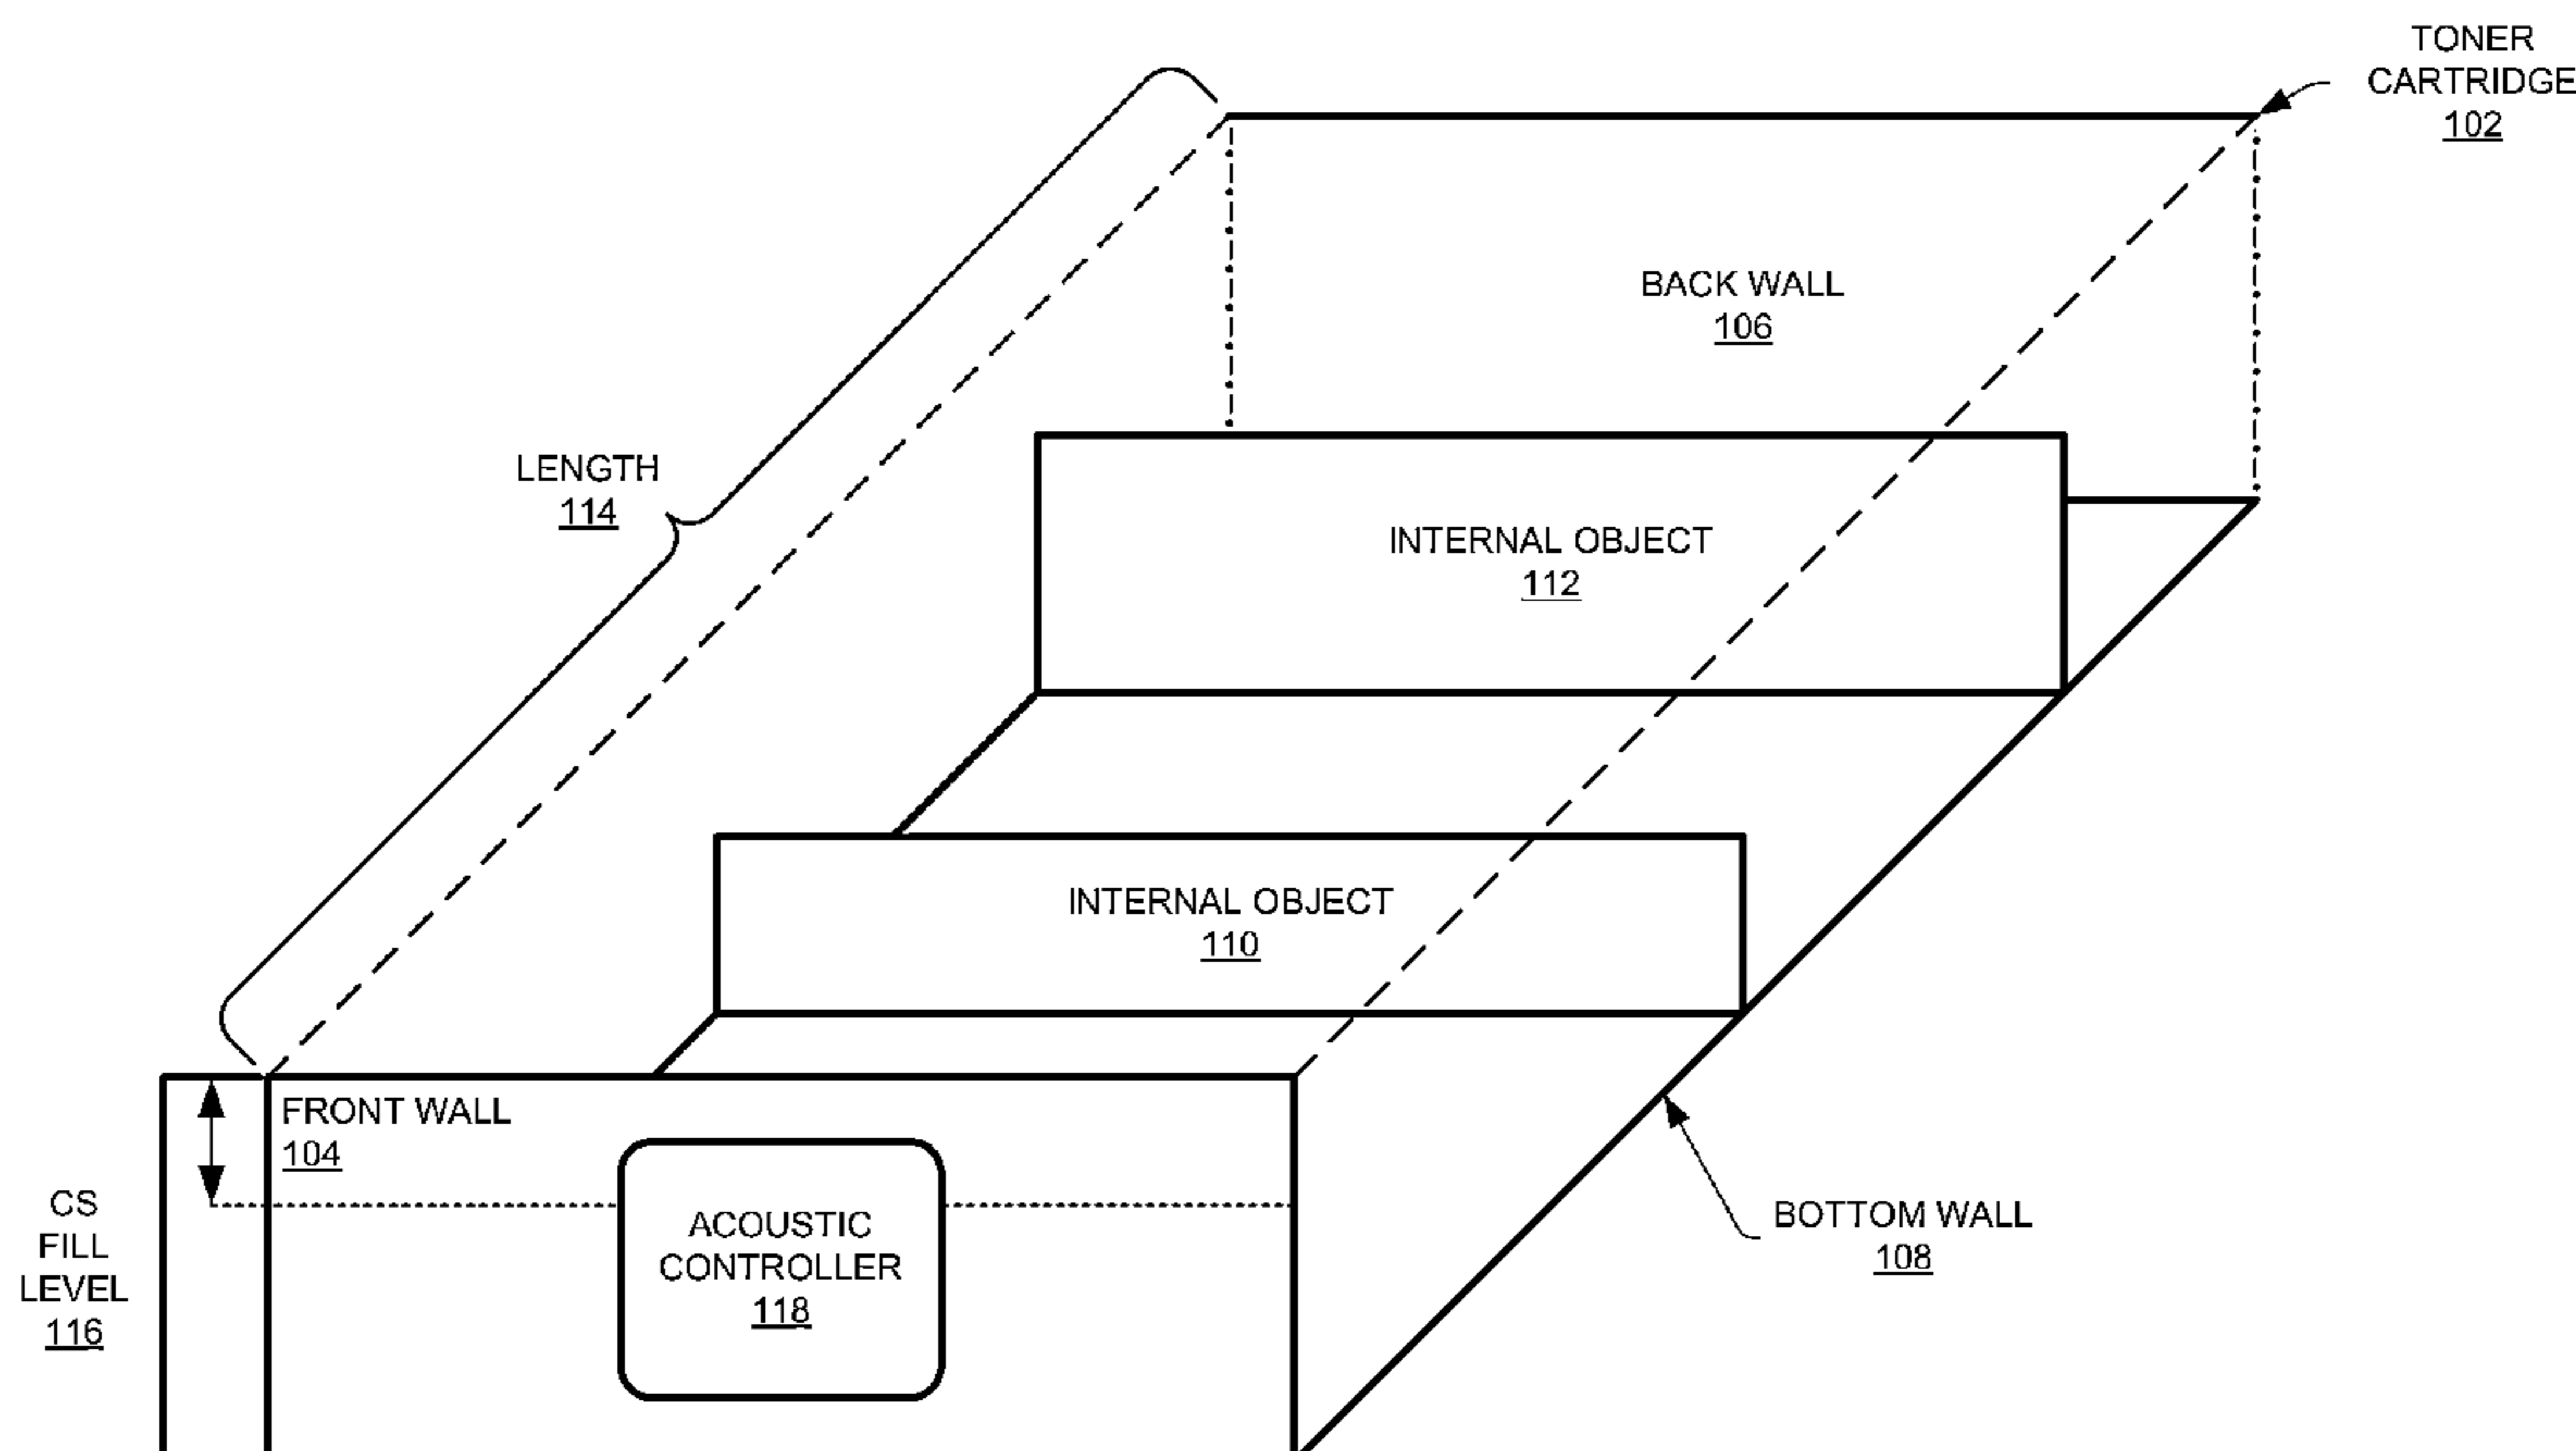 TONER
CARTRIDGE
102
BACK WALL
106
LENGTH
114
INTERNAL OBJECT
112
INTERNAL OBJECT
110
FRONT WALL
104
CS
FILL
LEVEL
116
ACOUSTIC
CONTROLLER
118
BOTTOM WALL
108